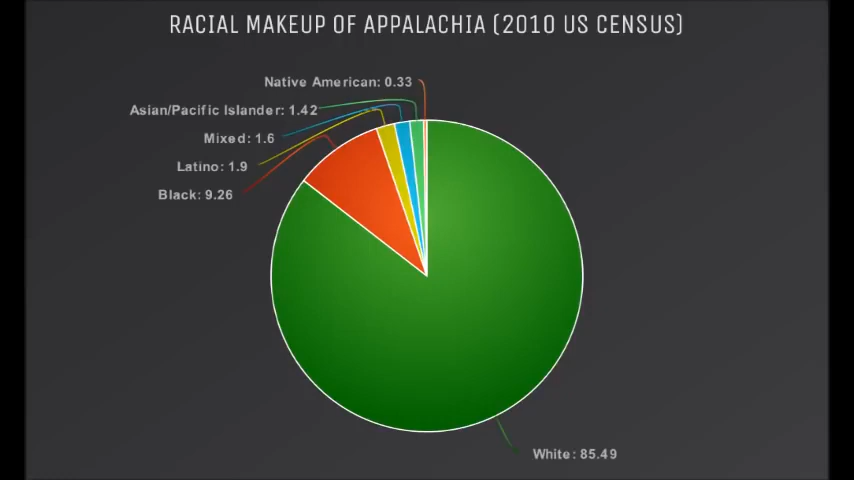 RACIAL MAKEUP OF APPALACHIA (2010 US CENSUS)
Native American: 0.33
Asian/Pacific Islander: 1.42
Mixed: 1.6
Latino: 1.9
Black: 9.26
White: 85.49